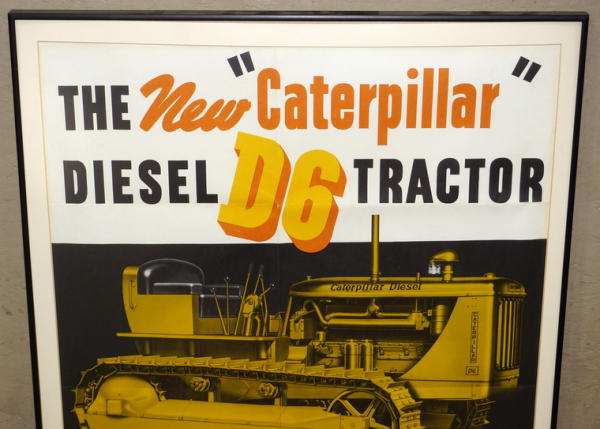 THE New "Caterpillar"
DIESEL D6 TRACTOR
Caterpillar Diesel
CATERPILLAR
D6